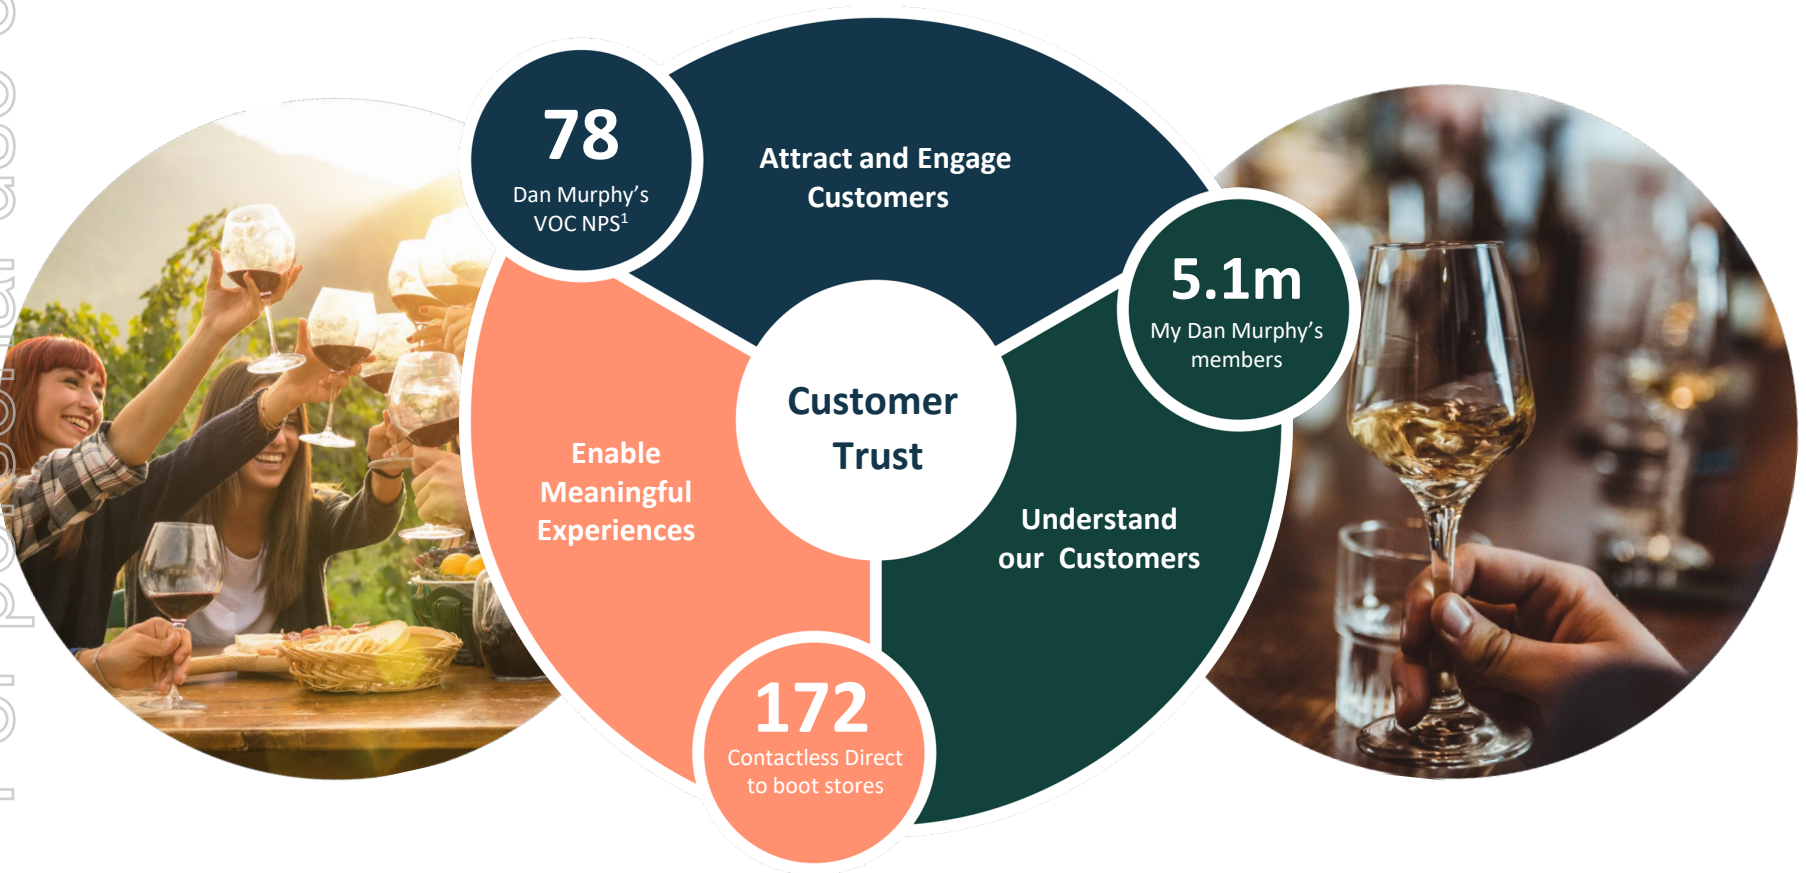 78
Dan Murphy's
VOC NPS¹
Attract and Engage
Customers
5.1m
My Dan Murphy's
members
Customer
Trust
Enable
Meaningful
Experiences
Understand
our Customers
172
Contactless Direct
to boot stores